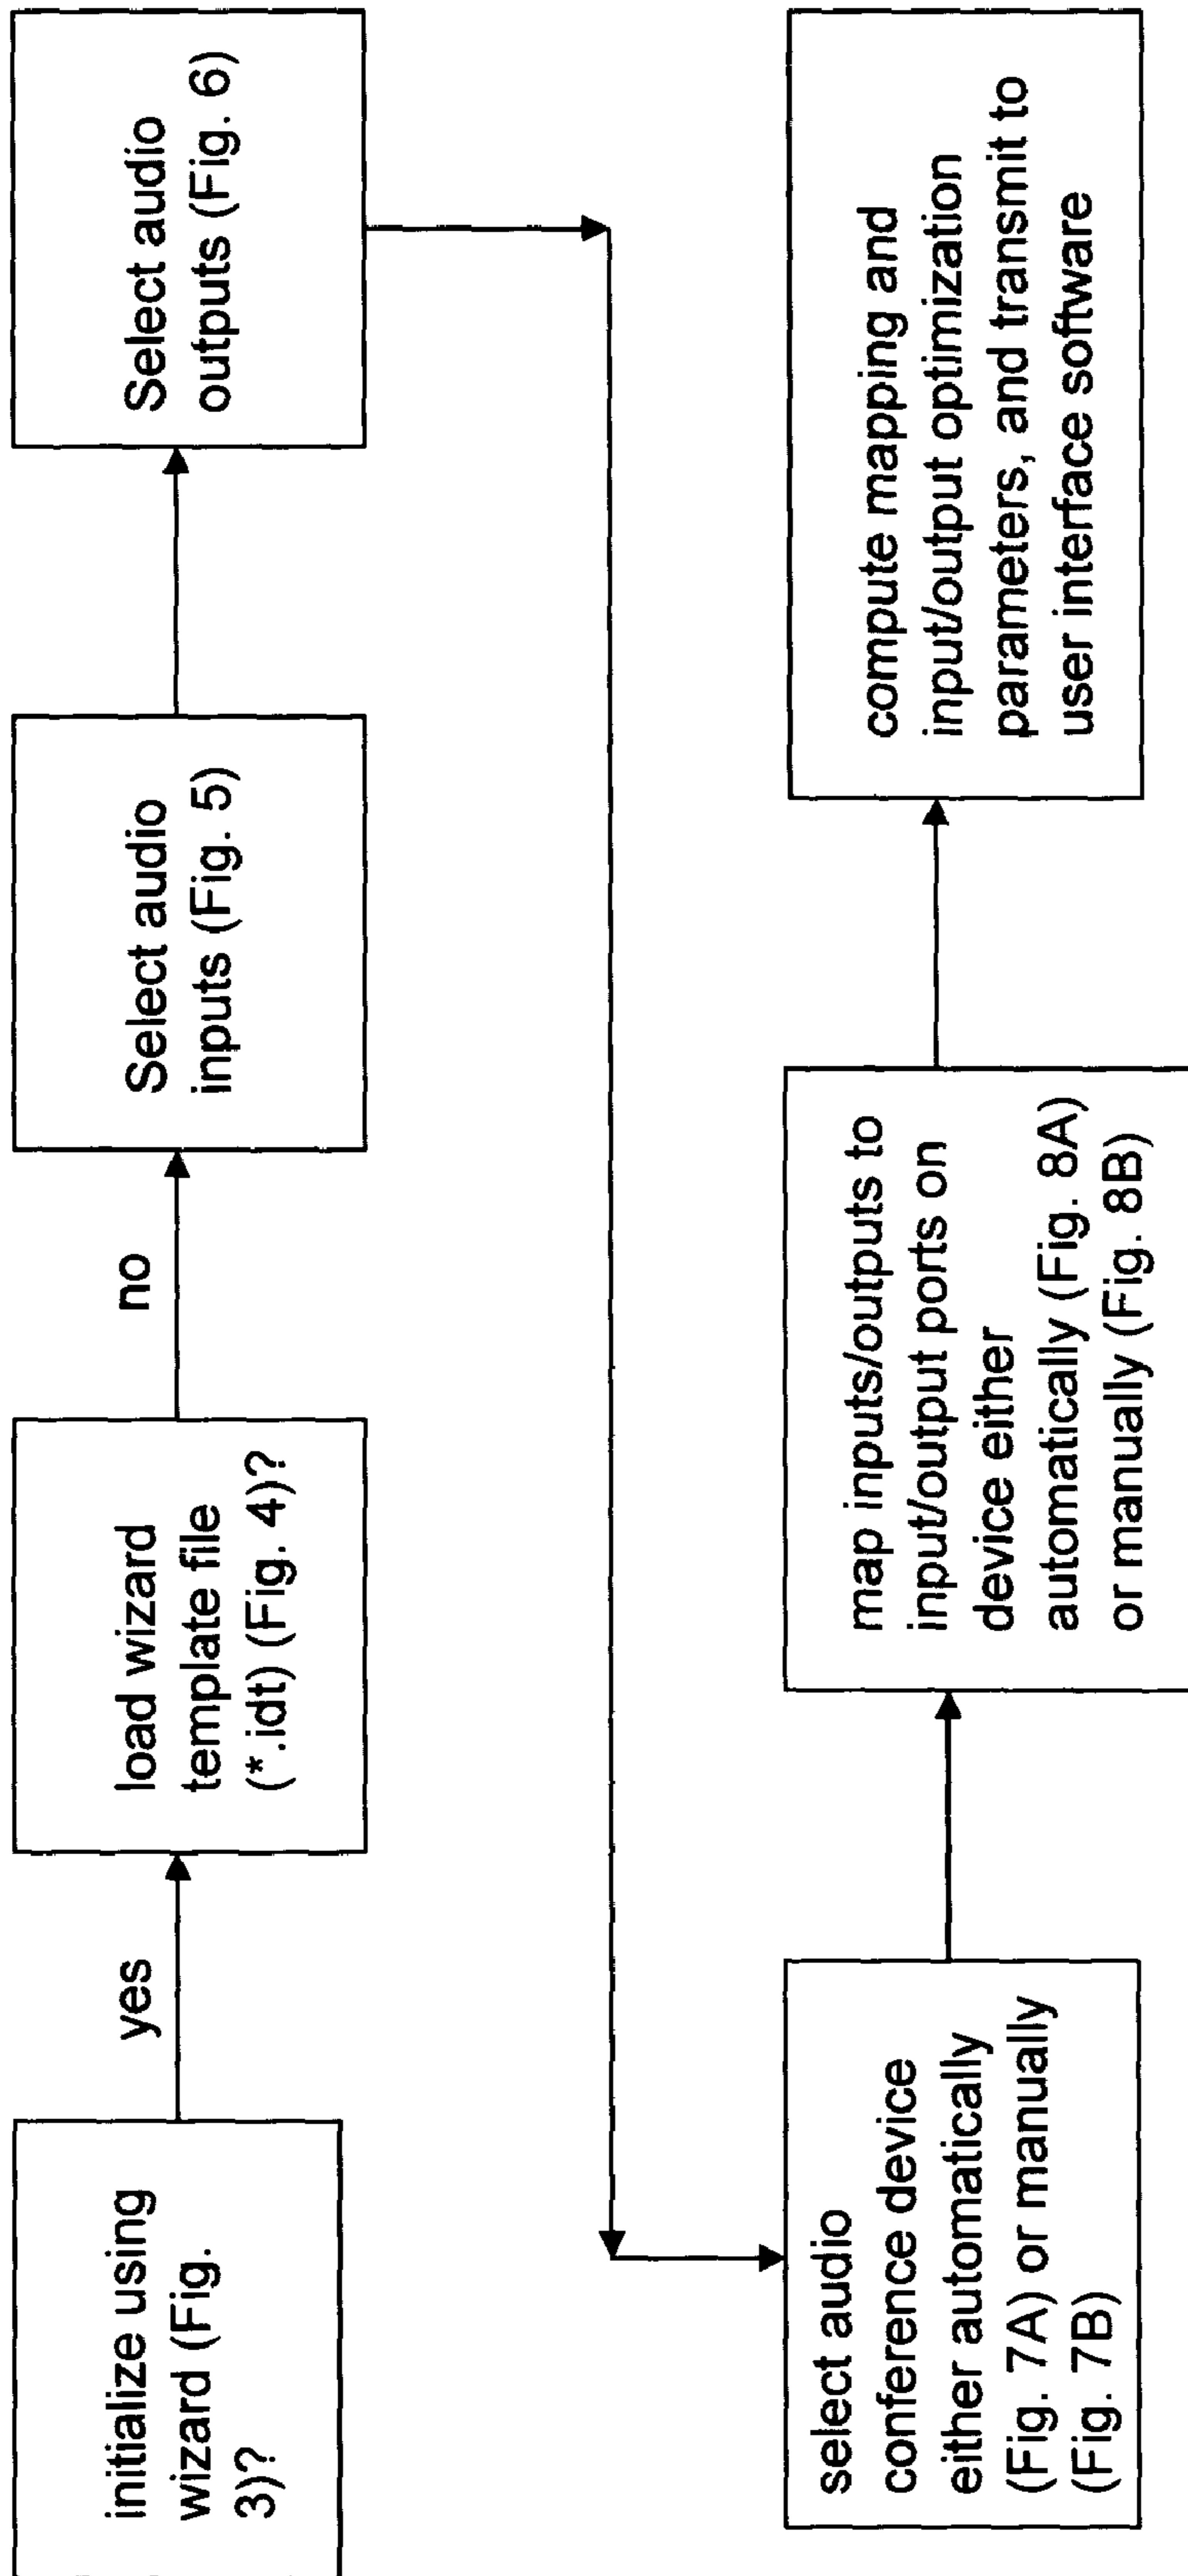 initialize using
wizard (Fig.
3)?
yes
load wizard
template file
(*.idt) (Fig. 4)?
no
Select audio
inputs (Fig. 5)
Select audio
outputs (Fig. 6)
select audio
conference device
either automatically
(Fig. 7A) or manually
(Fig. 7B)
map inputs/outputs to
input/output ports on
device either
automatically (Fig. 8A)
or manually (Fig. 8B)
compute mapping and
input/output optimization
parameters, and transmit to
user interface software